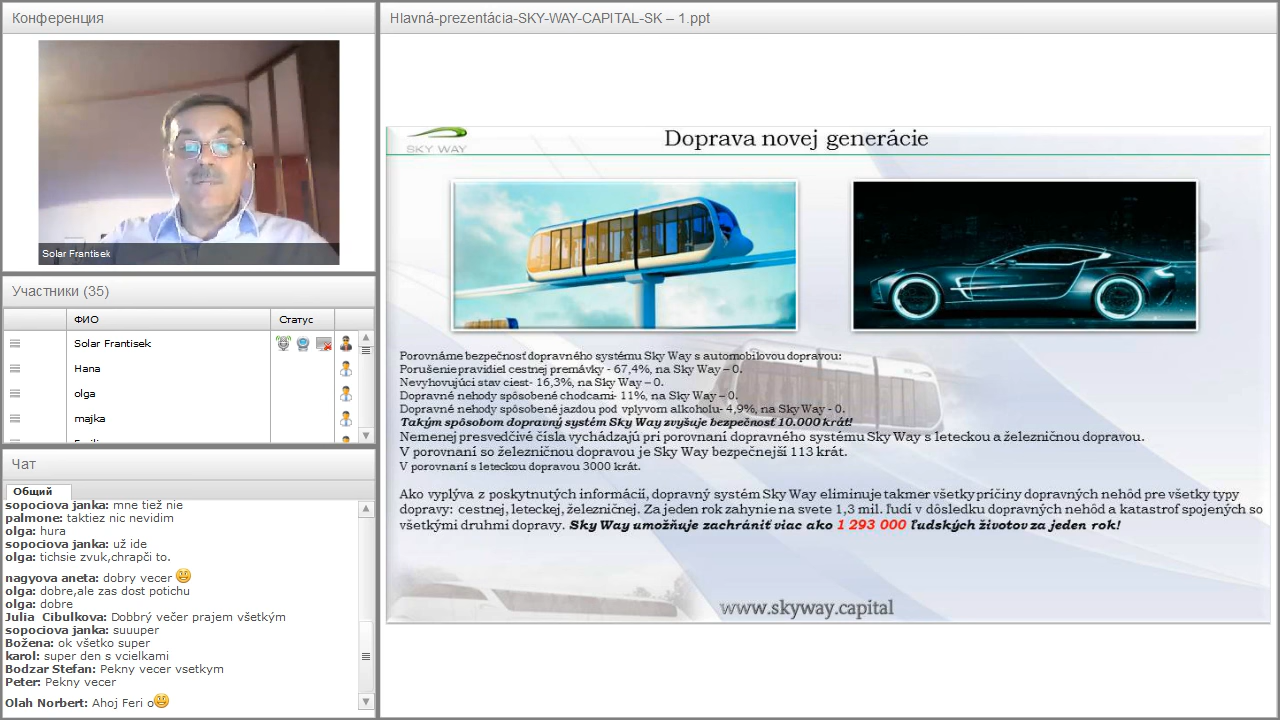 Конференция
Solar Frantisek
Участники (35)
ФИО
Статус
Solar Frantisek
Hana
olga
majka
Чат
Общий
sopociova janka: mne tiež nie
palmone: taktiez nic nevidim
olga: hura
sopociova janka: už ide
olga: tichsie zvuk,chrapči to.
nagyova aneta: dobry vecer
olga: dobre,ale zas dost potichu
olga: dobre
Julia Cibulkova: Dobbrý večer prajem všetkým
sopociova janka: suuuper
Božena: ok všetko super
karol: super den s vcielkami
Bodzar Stefan: Pekny vecer vsetkym
Peter: Pekny vecer
Olah Norbert: Ahoj Feri o
Hlavná-prezentácia-SKY-WAY-CAPITAL-SK – 1.ppt
SKY WAY
Doprava novej generácie
Porovnáme bezpečnosť dopravného systému Sky Way s automobilovou dopravou:
Porušenie pravidiel cestnej premávky - 67,4%, na Sky Way – 0.
Nevyhovujúci stav ciest- 16,3%, na Sky Way – 0.
Dopravné nehody spôsobené chodcami- 11%, na Sky Way – 0.
Dopravné nehody spôsobené jazdou pod vplyvom alkoholu- 4,9%, na SkyWay - 0.
Takým spôsobom dopravný systém Sky Way zvyšuje bezpečnosť 10.000 krát!
Nemenej presvedčivé čísla vychádzajú pri porovnaní dopravného systému Sky Way s leteckou a železničnou dopravou.
V porovnaní so železničnou dopravou je Sky Way bezpečnejší 113 krát.
V porovnaní s leteckou dopravou 3000 krát.
Ako vyplýva z poskytnutých informácií, dopravný systém Sky Way eliminuje takmer všetky príčiny dopravných nehôd pre všetky typy
dopravy: cestnej, leteckej, železničnej. Za jeden rok zahynie na svete 1,3 mil. ľudí v dôsledku dopravných nehôd a katastrof spojených so
všetkými druhmi dopravy. Sky Way umožňuje zachrániť viac ako 1 293 000 ľudských životov za jeden rok!
www.skyway.capital